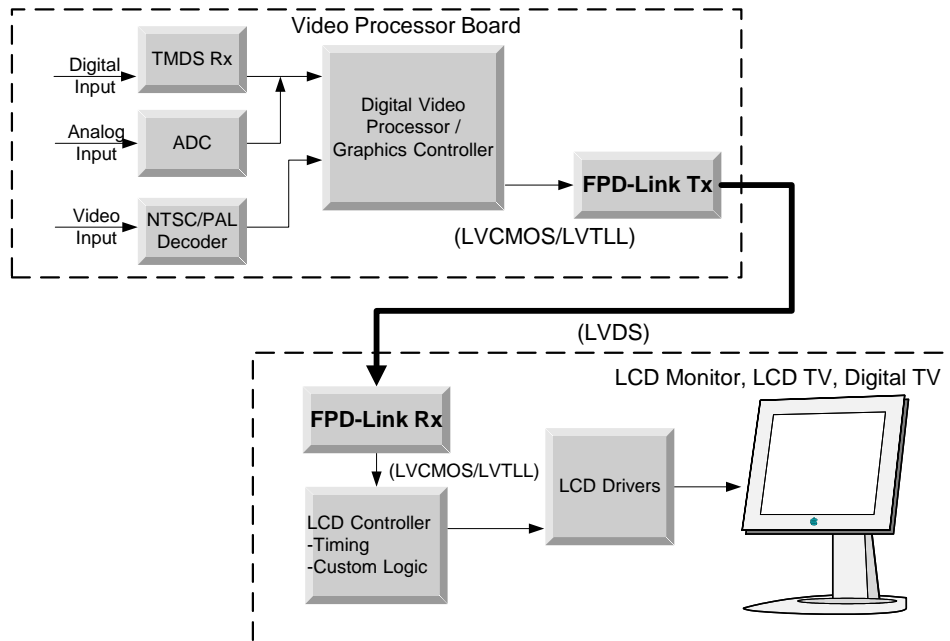 Video Processor Board
Digital
Input
TMDS Rx
Analog
Input
ADC
Video
Input
NTSC/PAL
Decoder
Digital Video
Processor /
Graphics Controller
FPD-Link Tx
(LVCMOS/LVTLL)
(LVDS)
LCD Monitor, LCD TV, Digital TV
FPD-Link Rx
(LVCMOS/LVTLL)
LCD Controller
-Timing
-Custom Logic
LCD Drivers